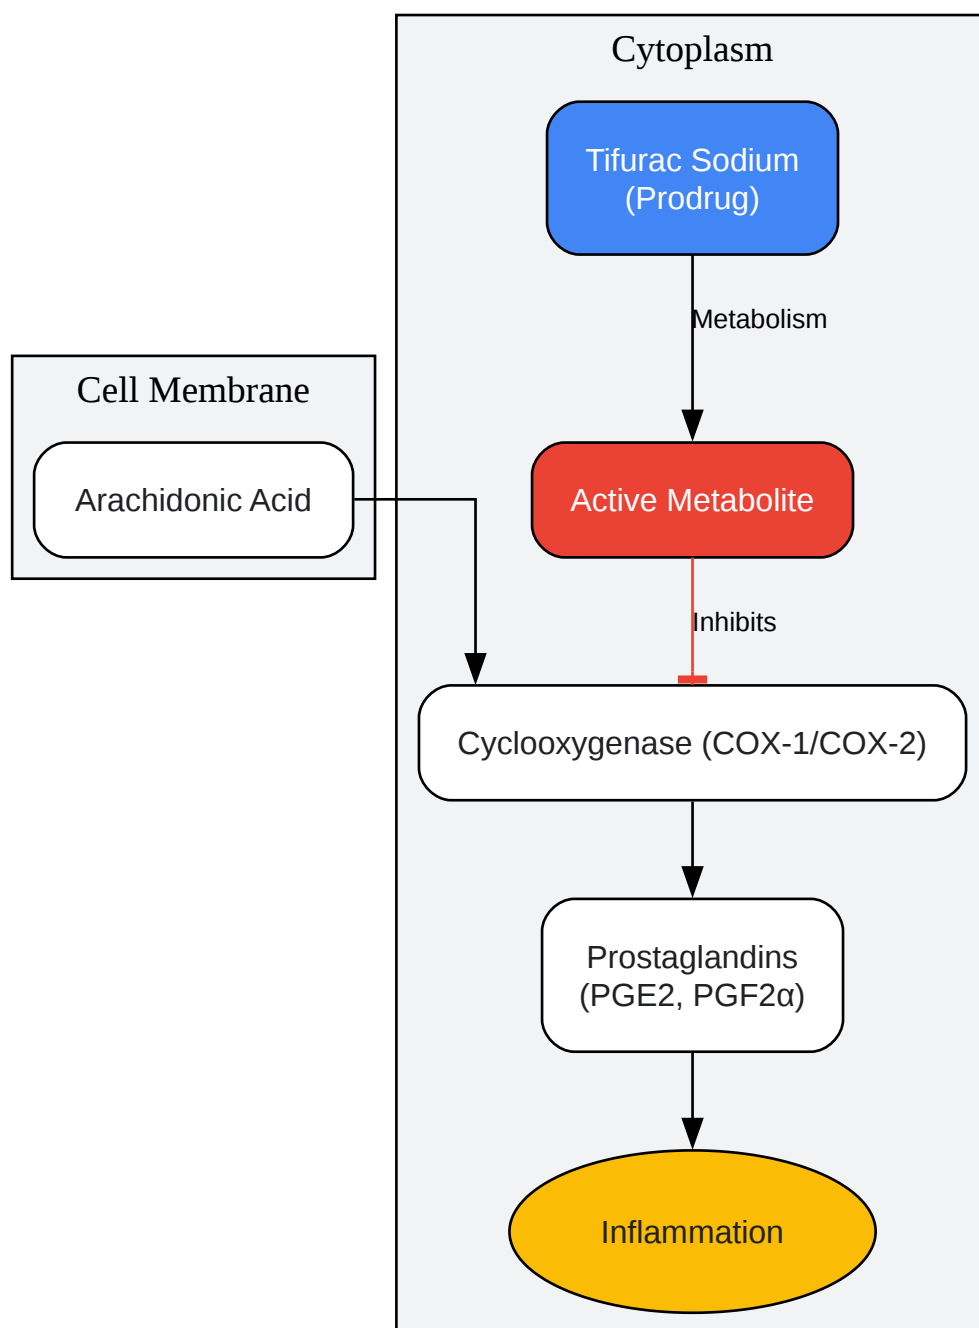 Cytoplasm
Tifurac Sodium
(Prodrug)
Metabolism
Cell Membrane
Arachidonic Acid
Active Metabolite
Inhibits
Cyclooxygenase (COX-1/COX-2)
Prostaglandins
(PGE2, PGF2α)
Inflammation